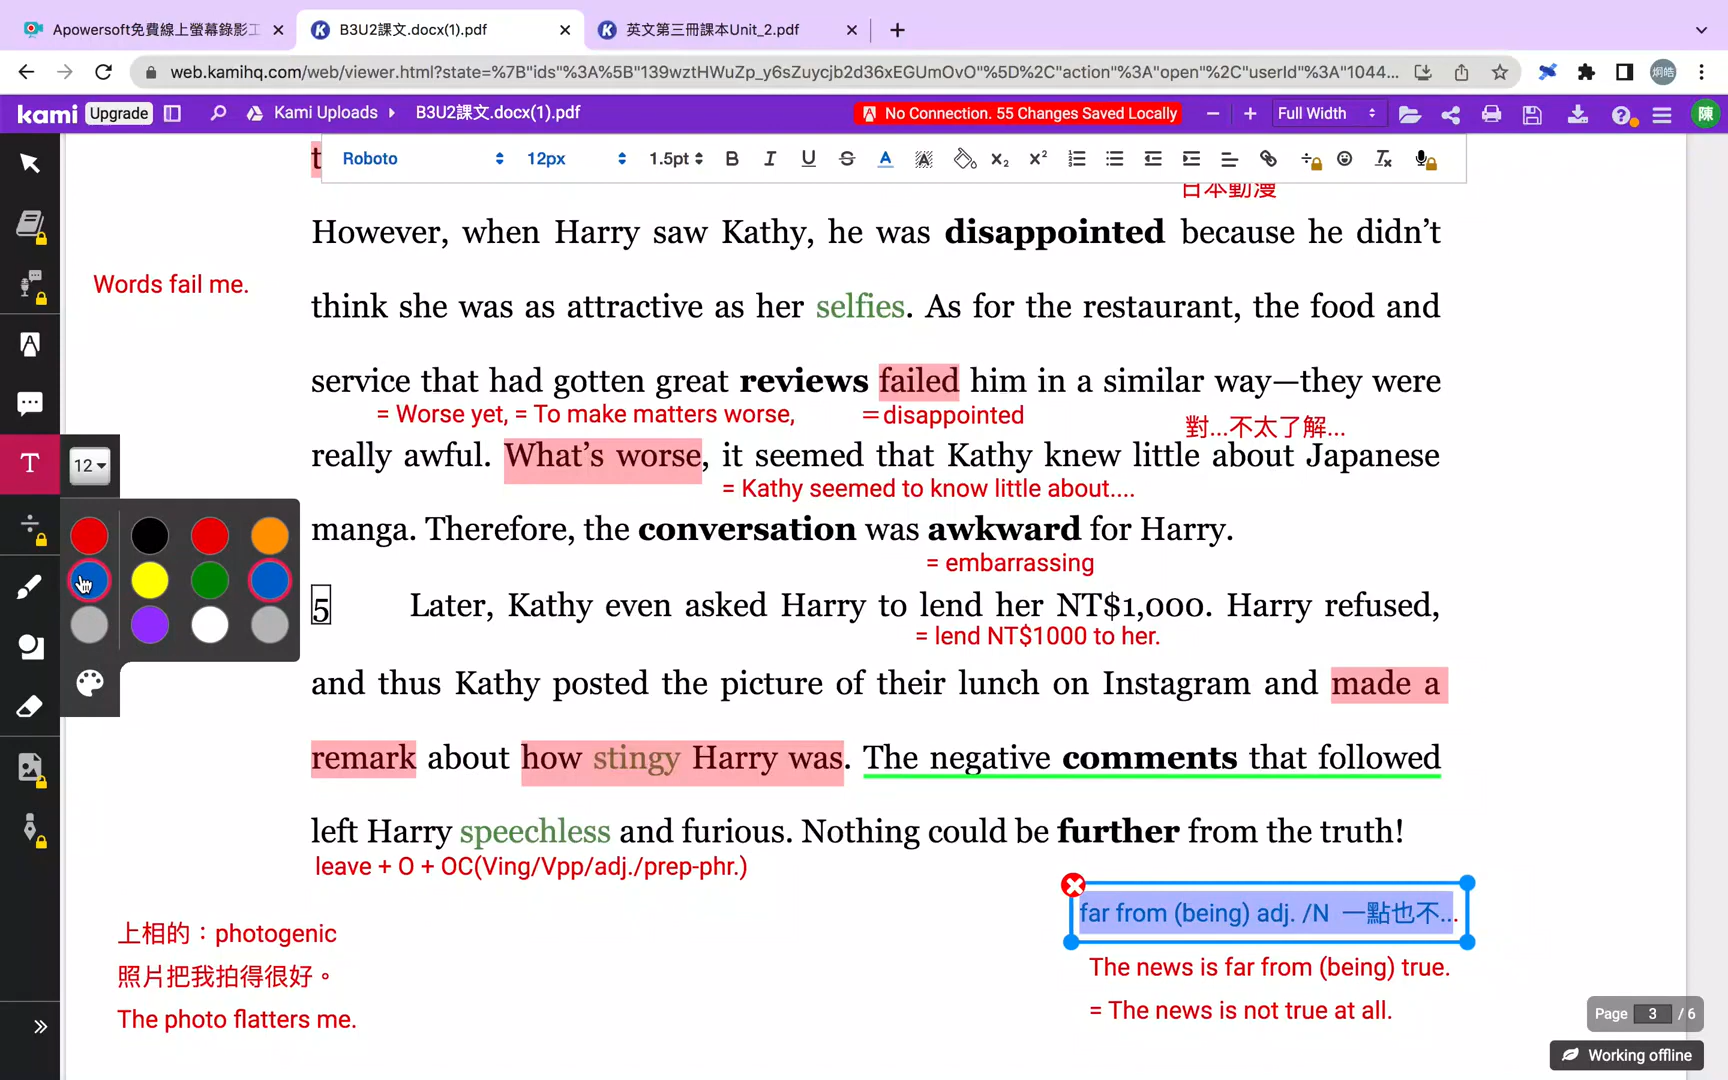 Apowersoft免費線上螢幕錄影工
B3U2課文.docx(1).pdf
英文第三冊課本Unit_2.pdf
web.kamihq.com/web/viewer.html?state=%7B"ids"%3A%5B"139wztHWuZp_y6sZuycjb2d36xEGUmOvO"%5D%2C"action"%3A"open"%2C"userId"%3A"1044...
炯皓
kami
Upgrade
Kami Uploads
B3U2課文.docx(1).pdf
No Connection. 55 Changes Saved Locally
Full Width
陳
Roboto
12px
1.5pt
日本動漫
However, when Harry saw Kathy, he was disappointed because he didn't
Words fail me.
think she was as attractive as her selfies. As for the restaurant, the food and
service that had gotten great reviews failed him in a similar way—they were
= Worse yet, = To make matters worse,
=disappointed
對...不太了解...
really awful. What's worse, it seemed that Kathy knew little about Japanese
= Kathy seemed to know little about....
manga. Therefore, the conversation was awkward for Harry.
= embarrassing
5 Later, Kathy even asked Harry to lend her NT$1,000. Harry refused,
= lend NT$1000 to her.
and thus Kathy posted the picture of their lunch on Instagram and made a
remark about how stingy Harry was. The negative comments that followed
left Harry speechless and furious. Nothing could be further from the truth!
leave + O + OC(Ving/Vpp/adj./prep-phr.)
far from (being) adj. /N 一點也不...
上相的：photogenic
照片把我拍得很好。
The photo flatters me.
The news is far from (being) true.
= The news is not true at all.
12
T
Page 3 / 6
Working offline